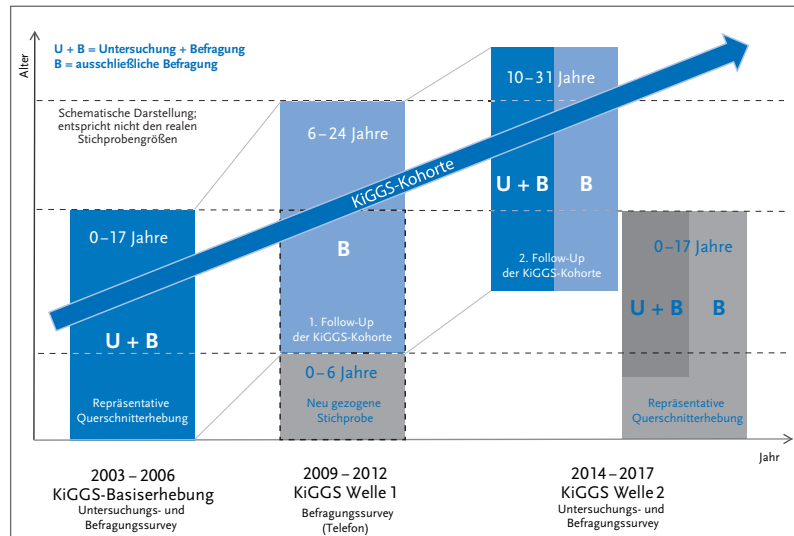 U + B = Untersuchung + Befragung
B = ausschließliche Befragung
Alter
Schematische Darstellung;
entspricht nicht den realen
Stichprobengrößen
0–17 Jahre
U + B
Repräsentative
Querschnitterhebung
6–24 Jahre
KiGGS-Kohorte
B
1. Follow-Up
der KiGGS-Kohorte
0–6 Jahre
Neu gezogene
Stichprobe
10–31 Jahre
U + B
B
2. Follow-Up
der KiGGS-Kohorte
0–17 Jahre
U + B
B
Repräsentative
Querschnitterhebung
Jahr
2003–2006
KiGGS-Basiserhebung
Untersuchungs- und
Befragungssurvey
2009–2012
KiGGS Welle 1
Befragungssurvey
(Telefon)
2014–2017
KiGGS Welle 2
Untersuchungs- und
Befragungssurvey